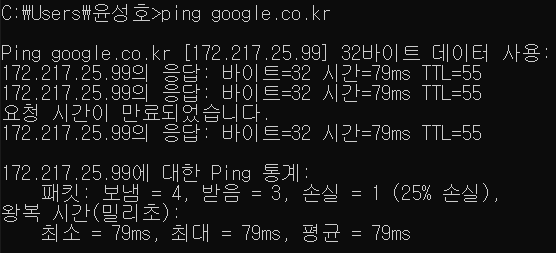 C:₩Users₩윤성호>ping google.co.kr
Ping google.co.kr [172.217.25.99] 32바이트 데이터 사용:
172.217.25.99의 응답: 바이트=32 시간=79ms TTL=55
172.217.25.99의 응답: 바이트=32 시간=79ms TTL=55
요청 시간이 만료되었습니다.
172.217.25.99의 응답: 바이트=32 시간=79ms TTL=55
172.217.25.99에 대한 Ping 통계:
패킷: 보냄 = 4, 받음 = 3, 손실 = 1 (25% 손실),
왕복 시간(밀리초):
최소 = 79ms, 최대 = 79ms, 평균 = 79ms